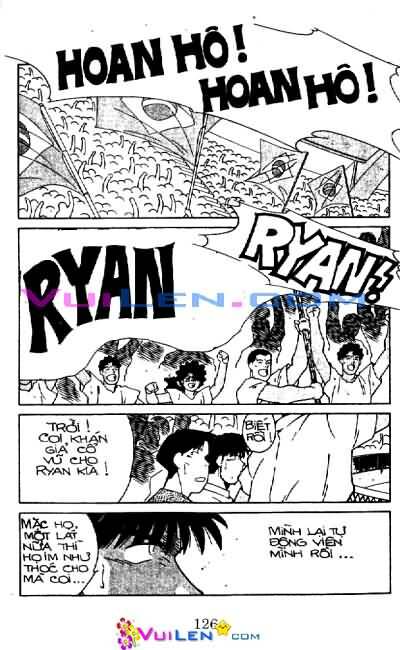 HOAN HÔ!
HOAN HÔ!
RYAN
RYAN!
VUILEN.COM
TRỜI!
COI KHÁN
GIẢ CỔ
VŨ CHO
RYAN KÌA!
BIẾT
RỒI
MẶC HỌ,
MỘT LÁT
NỮA THÌ
HỌ IM NHƯ
THÓC CHO
MÀ COI...
MÌNH LẠI TỰ
ĐỘNG VIÊN
MÌNH RỒI...
126
VUILEN.COM